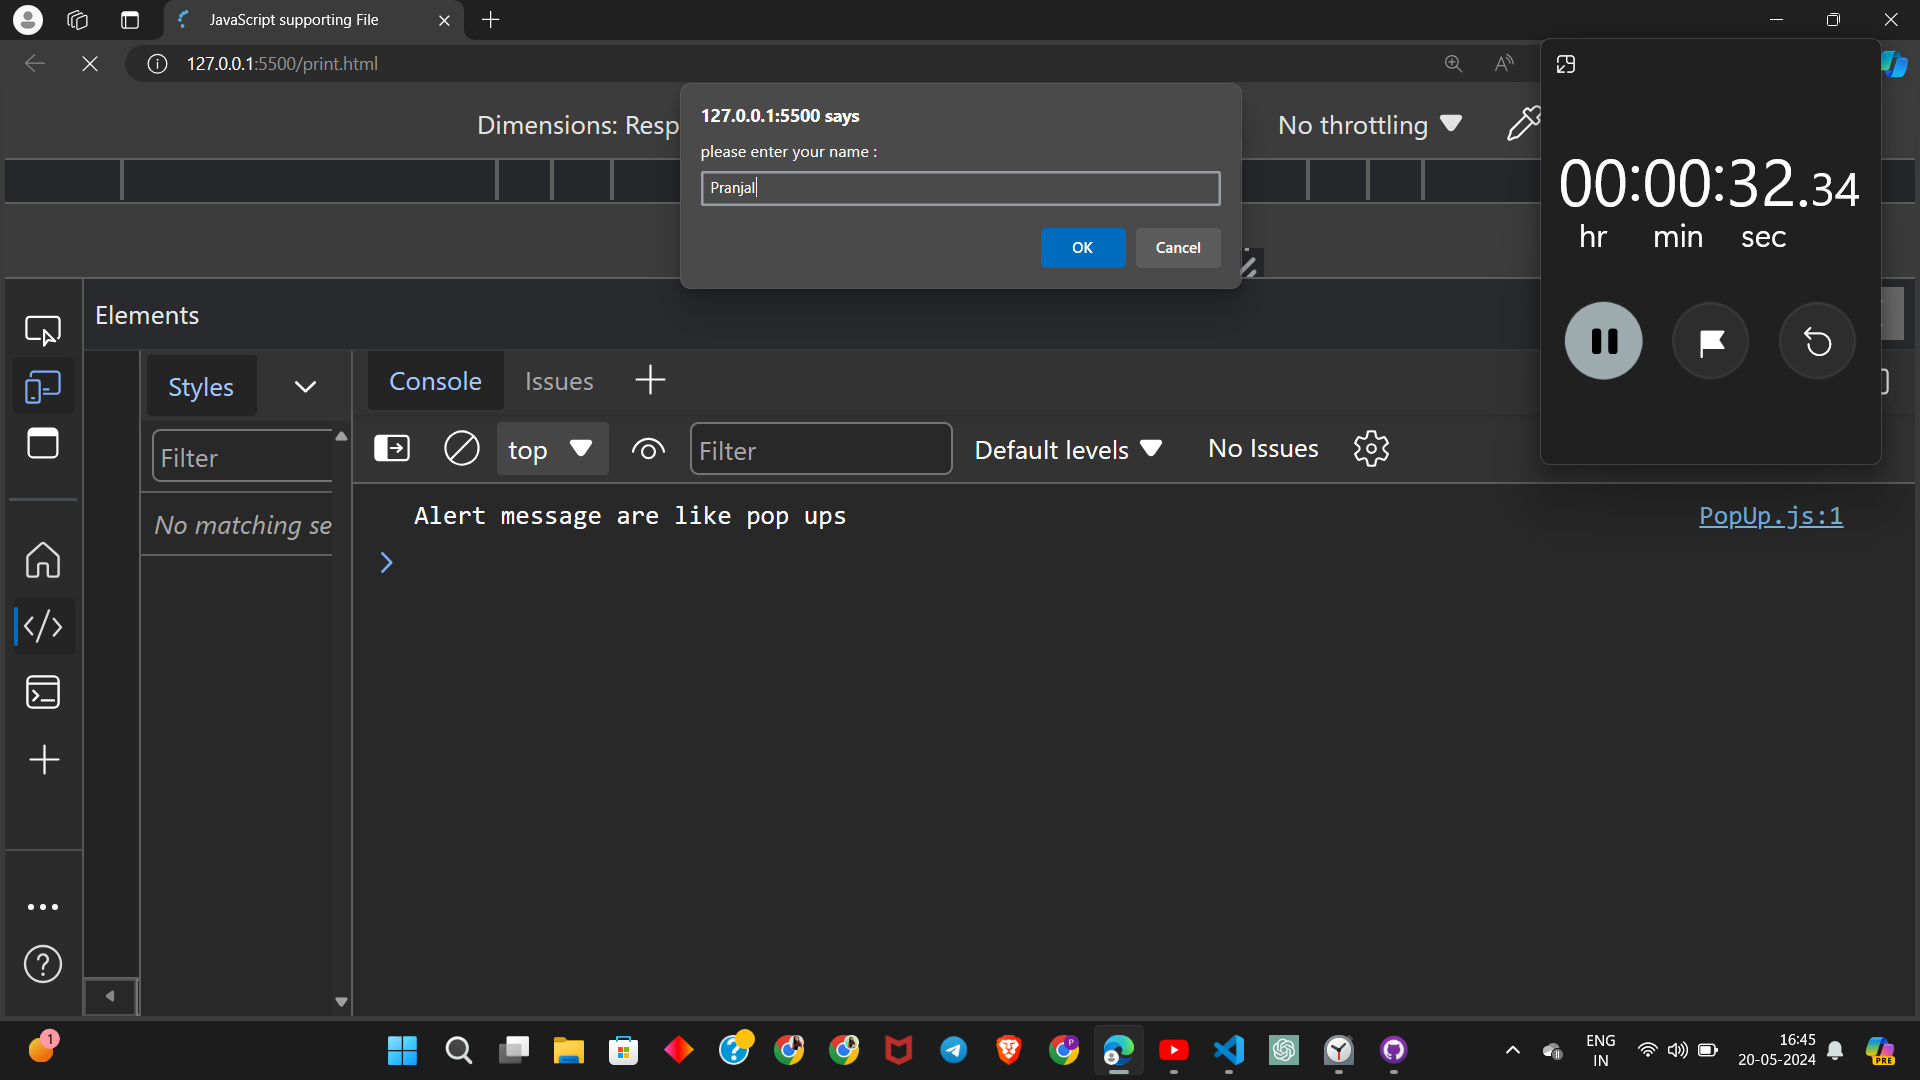 JavaScript supporting File
127.0.0.1:5500/print.html
127.0.0.1:5500 says
please enter your name :
Pranjal
OK Cancel
Dimensions: Resp
No throttling
00:00:32.34
hr min sec
Elements
Styles
Console Issues
Filter
top
Filter
Default levels
No Issues
No matching se
Alert message are like pop ups PopUp.js:1
1
P
ENG
IN
16:45
20-05-2024
PRE